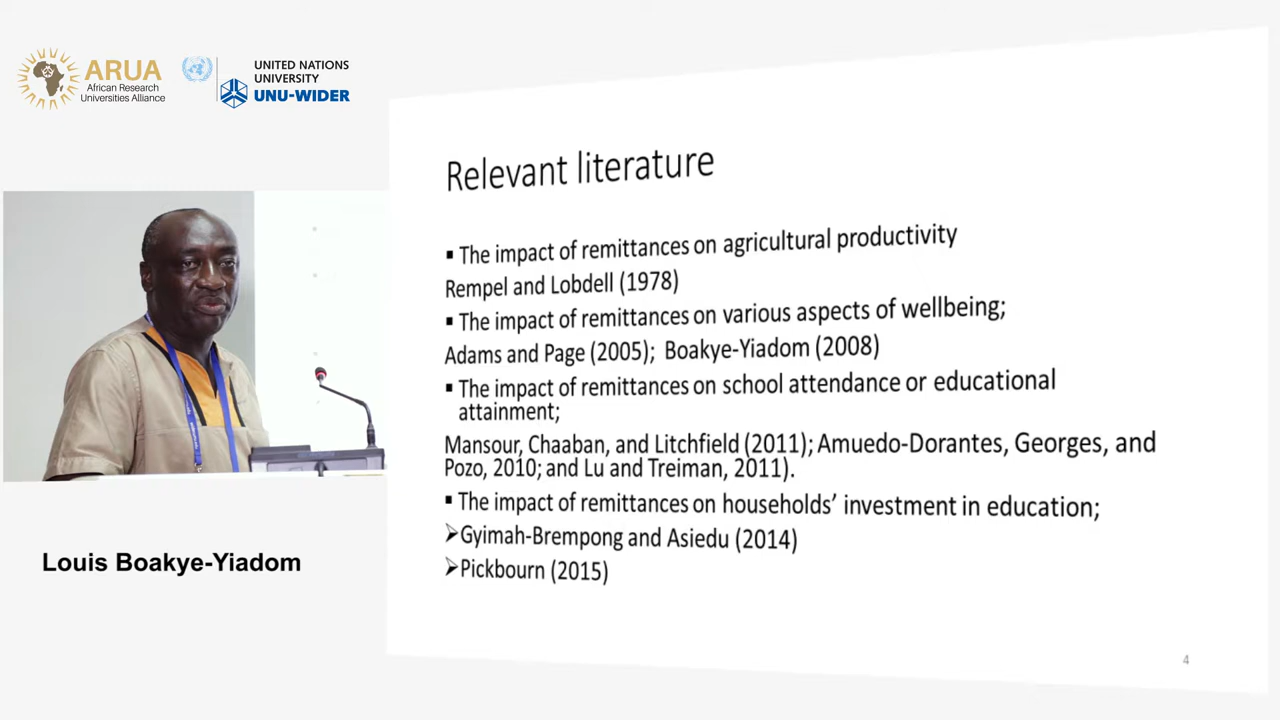 ARUA
African Research
Universities Alliance
UNITED NATIONS
UNIVERSITY
UNU-WIDER
Relevant literature
▪ The impact of remittances on agricultural productivity
Rempel and Lobdell (1978)
▪ The impact of remittances on various aspects of wellbeing;
Adams and Page (2005); Boakye-Yiadom (2008)
▪ The impact of remittances on school attendance or educational
attainment;
Mansour, Chaaban, and Litchfield (2011); Amuedo-Dorantes, Georges, and
Pozo, 2010; and Lu and Treiman, 2011).
▪ The impact of remittances on households’ investment in education;
➢Gyimah-Brempong and Asiedu (2014)
➢Pickbourn (2015)
4
Louis Boakye-Yiadom